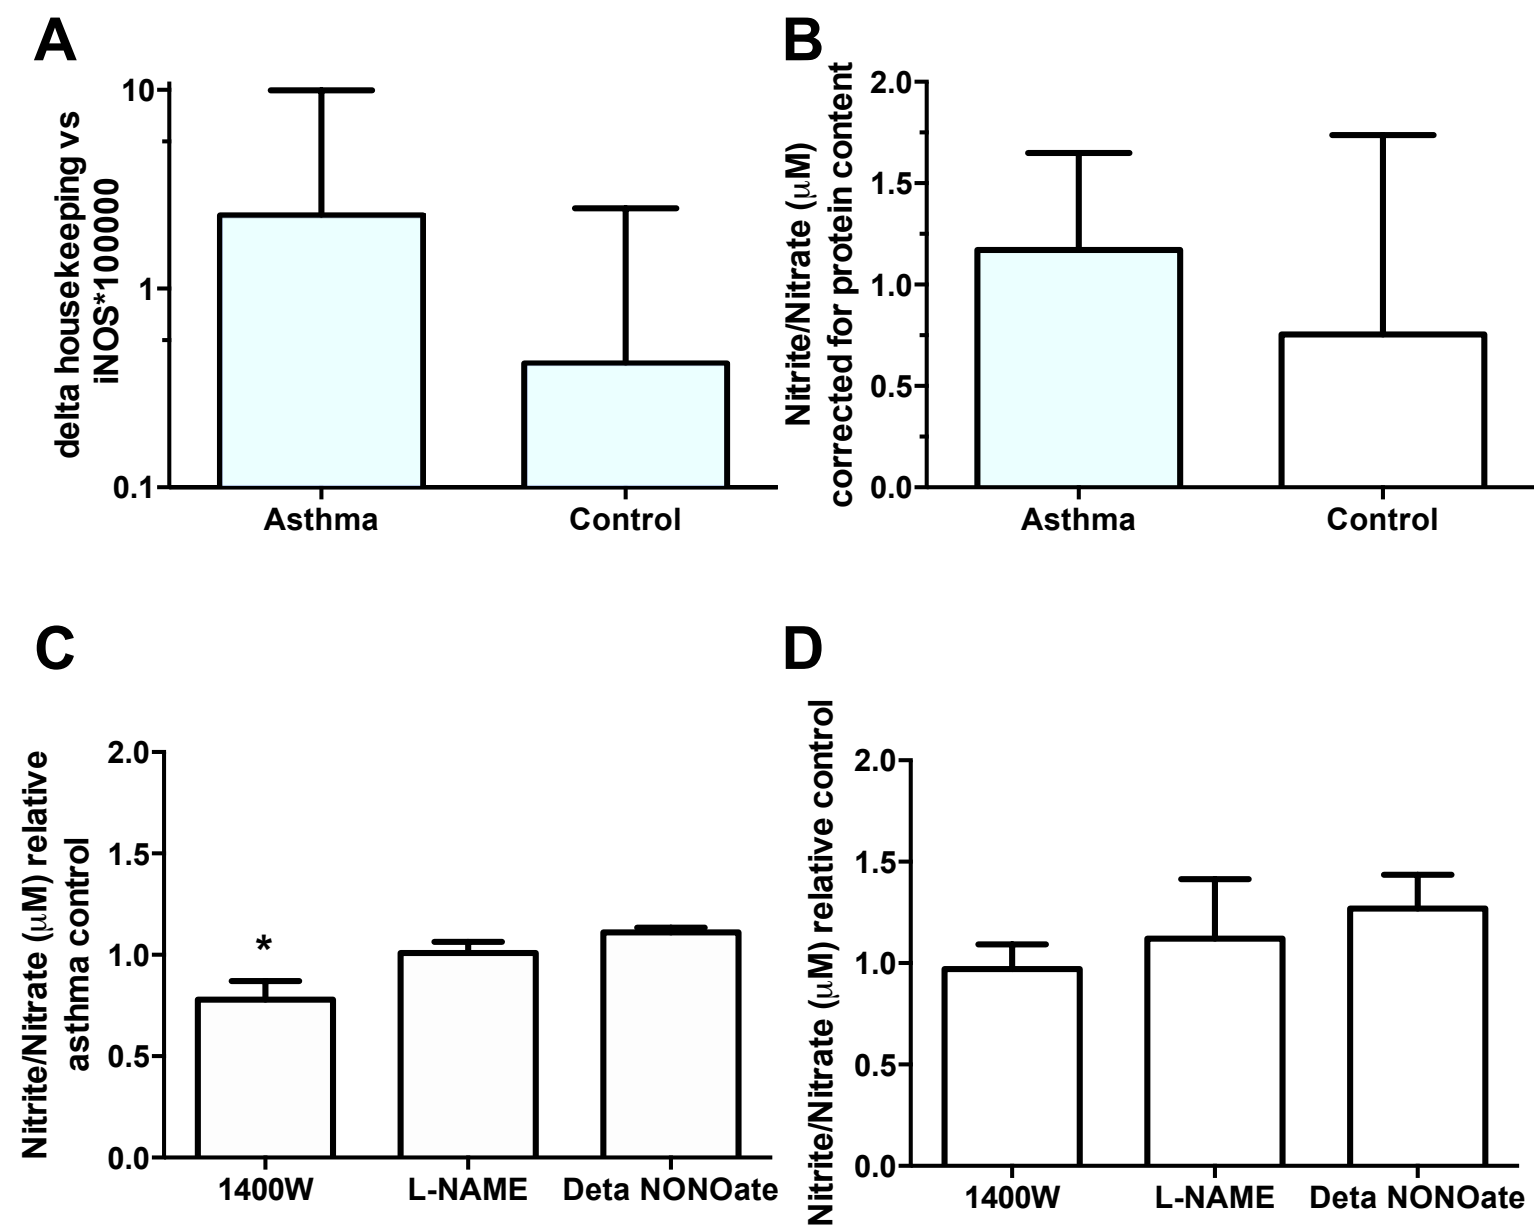 A
delta housekeeping vs
iNOS*100000
10
1
0.1
Asthma
Control
B
Nitrite/Nitrate (μM)
corrected for protein content
2.0
1.5
1.0
0.5
0.0
Asthma
Control
C
Nitrite/Nitrate (μM) relative
asthma control
2.0
1.5
1.0
0.5
0.0
*
1400W
L-NAME
Deta NONOate
D
Nitrite/Nitrate (μM) relative control
2.0
1.5
1.0
0.5
0.0
1400W
L-NAME
Deta NONOate